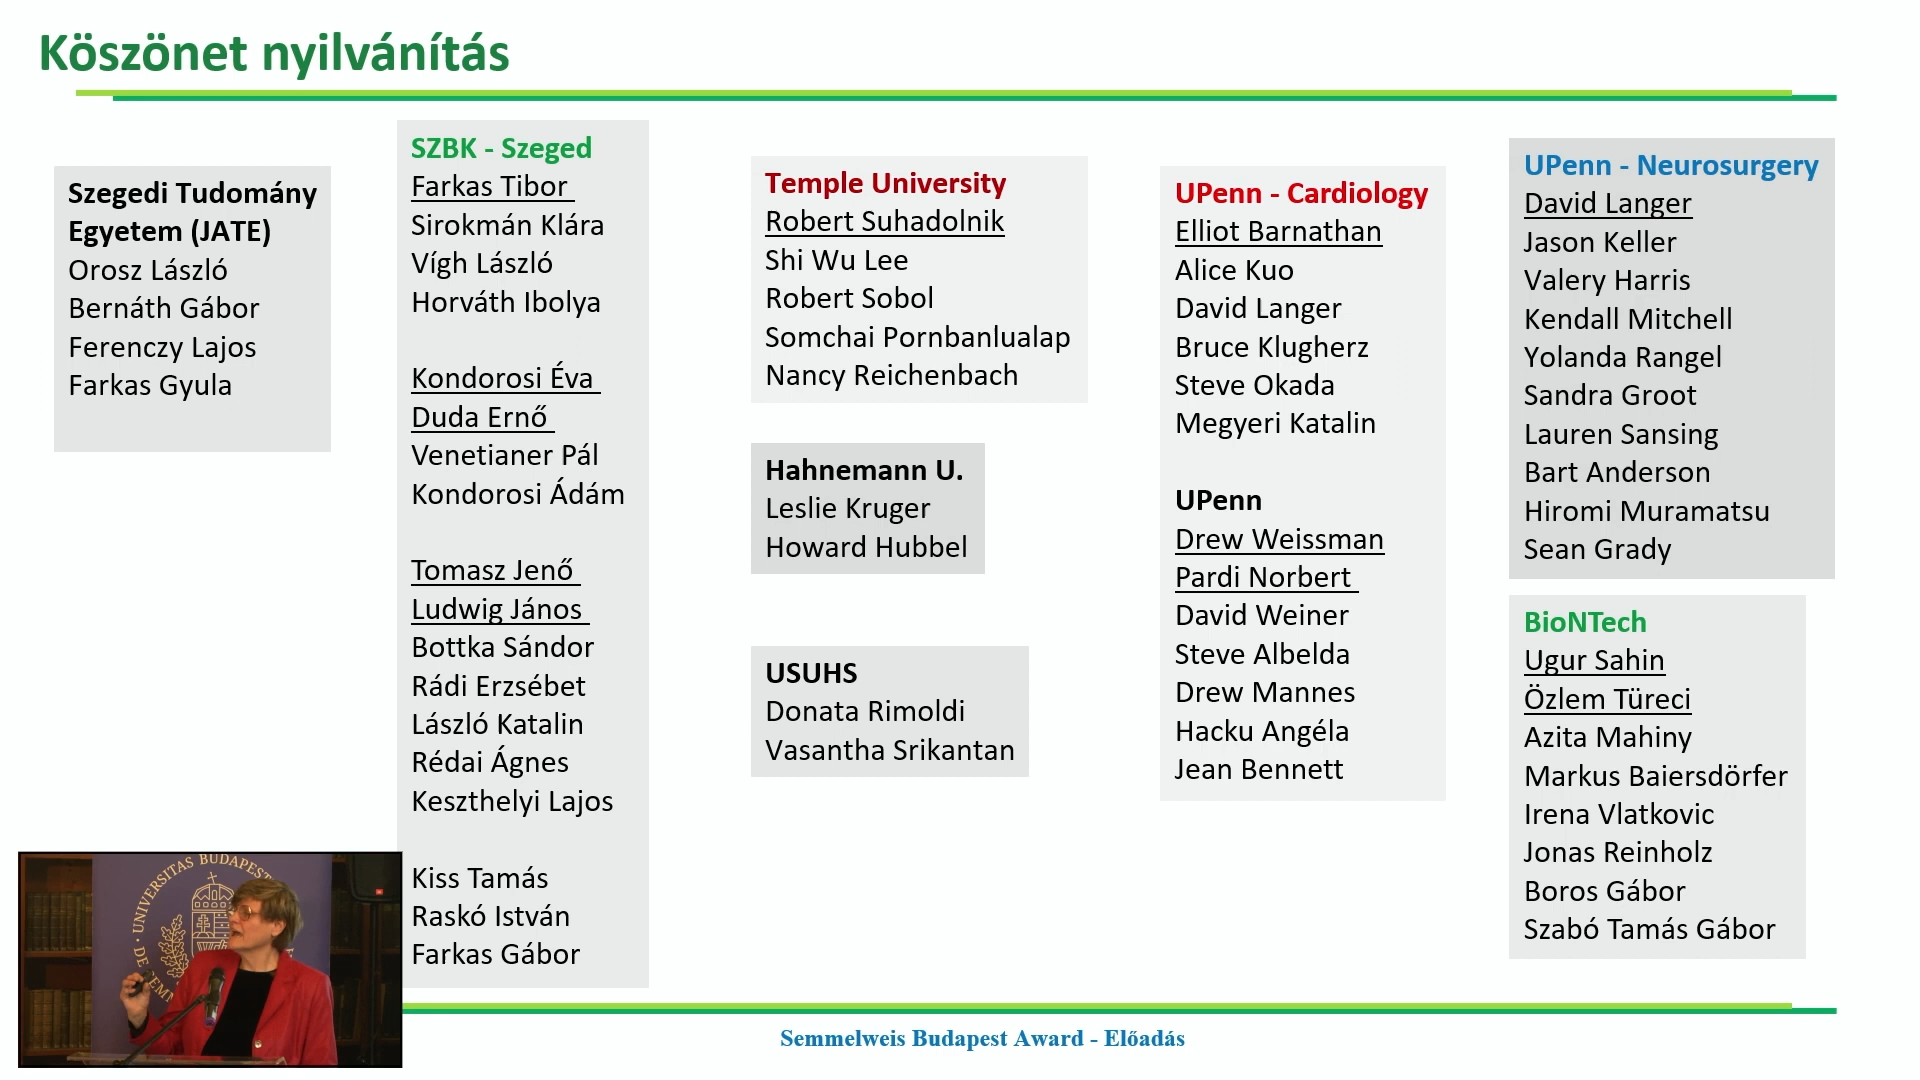 Köszönet nyilvánítás
Szegedi Tudomány
Egyetem (JATE)
Orosz László
Bernáth Gábor
Ferenczy Lajos
Farkas Gyula
SZBK - Szeged
Farkas Tibor
Sirokmán Klára
Vígh László
Horváth Ibolya
Kondorosi Éva
Duda Ernő
Venetianer Pál
Kondorosi Ádám
Tomasz Jenő
Ludwig János
Bottka Sándor
Rádi Erzsébet
László Katalin
Rédai Ágnes
Keszthelyi Lajos
Kiss Tamás
Raskó István
Farkas Gábor
Temple University
Robert Suhadolnik
Shi Wu Lee
Robert Sobol
Somchai Pornbanlualap
Nancy Reichenbach
Hahnemann U.
Leslie Kruger
Howard Hubbel
USUHS
Donata Rimoldi
Vasantha Srikantan
UPenn - Cardiology
Elliot Barnathan
Alice Kuo
David Langer
Bruce Klugherz
Steve Okada
Megyeri Katalin
UPenn
Drew Weissman
Pardi Norbert
David Weiner
Steve Albelda
Drew Mannes
Hacku Angéla
Jean Bennett
UPenn - Neurosurgery
David Langer
Jason Keller
Valery Harris
Kendall Mitchell
Yolanda Rangel
Sandra Groot
Lauren Sansing
Bart Anderson
Hiromi Muramatsu
Sean Grady
BioNTech
Ugur Sahin
Özlem Türeci
Azita Mahiny
Markus Baiersdörfer
Irena Vlatkovic
Jonas Reinholz
Boros Gábor
Szabó Tamás Gábor
UNIVERSITAS BUDAPEST
DE SEMM
Semmelweis Budapest Award - Előadás